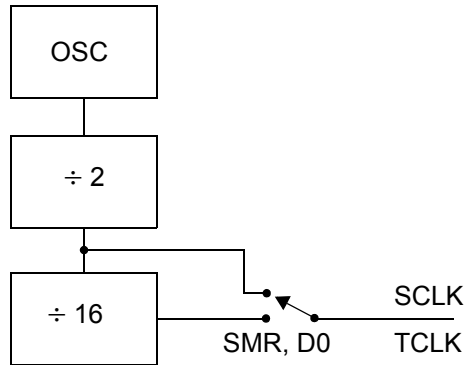 OSC
÷ 2
÷ 16
SCLK
SMR, D0
TCLK